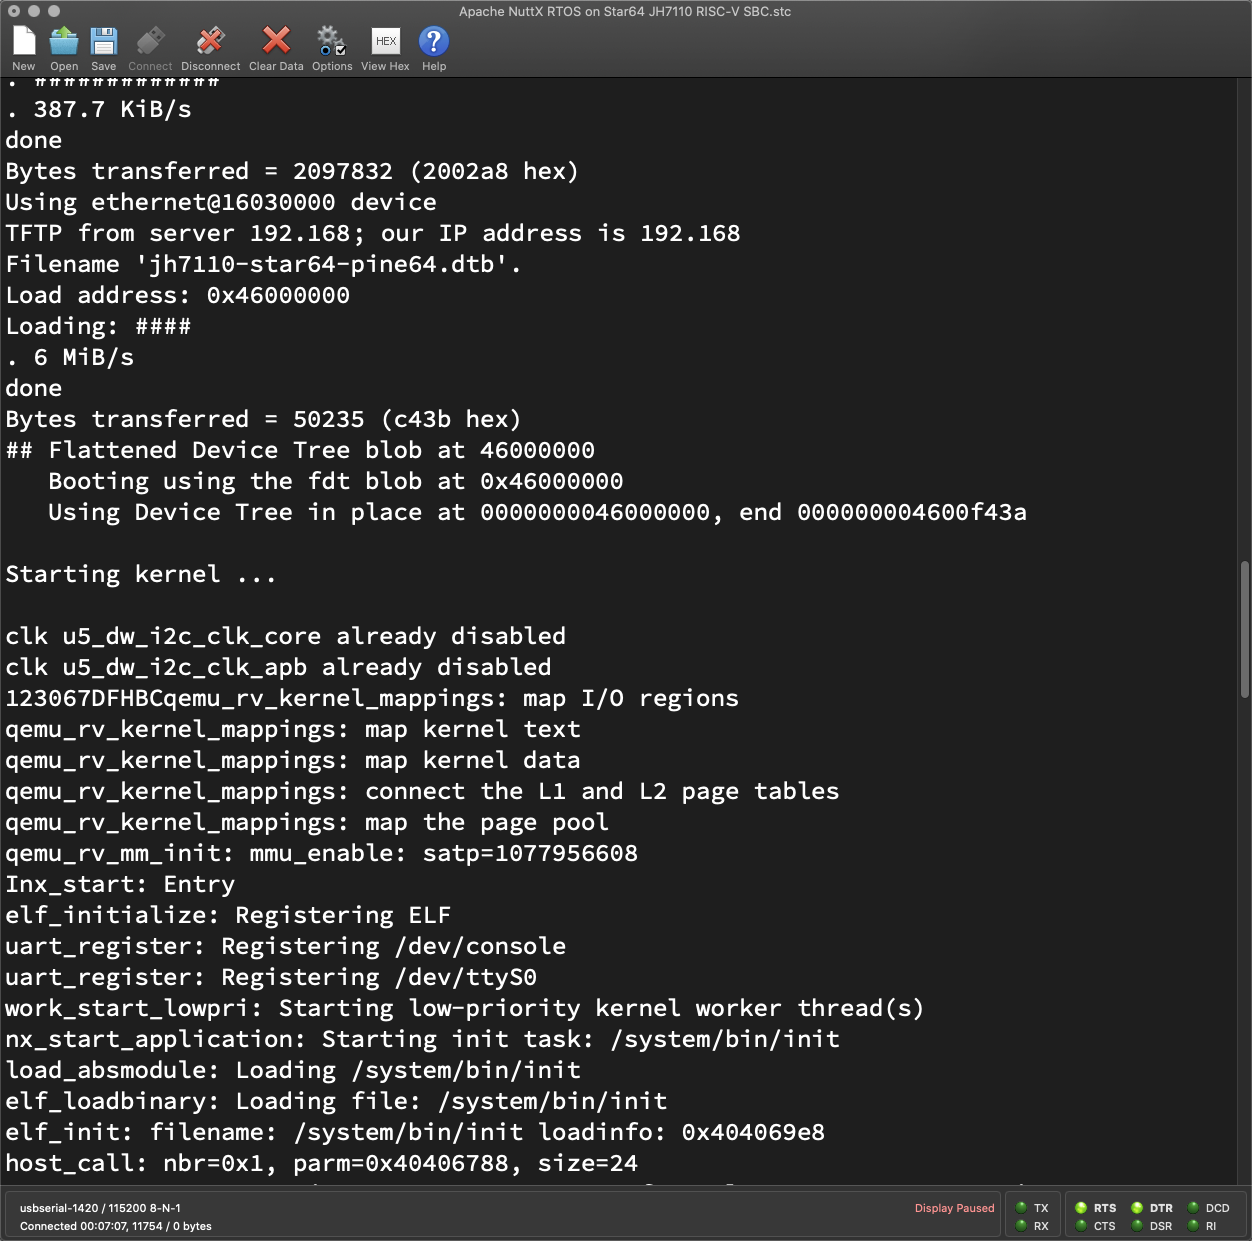 Apache NuttX RTOS on Star64 JH7110 RISC-V SBC.stc
New Open Save Connect Disconnect Clear Data Options HEX View Hex ? Help
. #############
. 387.7 KiB/s
done
Bytes transferred = 2097832 (2002a8 hex)
Using ethernet@16030000 device
TFTP from server 192.168; our IP address is 192.168
Filename 'jh7110-star64-pine64.dtb'.
Load address: 0x46000000
Loading: ####
. 6 MiB/s
done
Bytes transferred = 50235 (c43b hex)
## Flattened Device Tree blob at 46000000
   Booting using the fdt blob at 0x46000000
   Using Device Tree in place at 0000000046000000, end 000000004600f43a
Starting kernel ...
clk u5_dw_i2c_clk_core already disabled
clk u5_dw_i2c_clk_apb already disabled
123067DFHBCqemu_rv_kernel_mappings: map I/O regions
qemu_rv_kernel_mappings: map kernel text
qemu_rv_kernel_mappings: map kernel data
qemu_rv_kernel_mappings: connect the L1 and L2 page tables
qemu_rv_kernel_mappings: map the page pool
qemu_rv_mm_init: mmu_enable: satp=1077956608
Inx_start: Entry
elf_initialize: Registering ELF
uart_register: Registering /dev/console
uart_register: Registering /dev/ttyS0
work_start_lowpri: Starting low-priority kernel worker thread(s)
nx_start_application: Starting init task: /system/bin/init
load_absmodule: Loading /system/bin/init
elf_loadbinary: Loading file: /system/bin/init
elf_init: filename: /system/bin/init loadinfo: 0x404069e8
host_call: nbr=0x1, parm=0x40406788, size=24
usbserial-1420 / 115200 8-N-1 Display Paused TX RTS DTR DCD
Connected 00:07:07, 11754 / 0 bytes RX CTS DSR RI